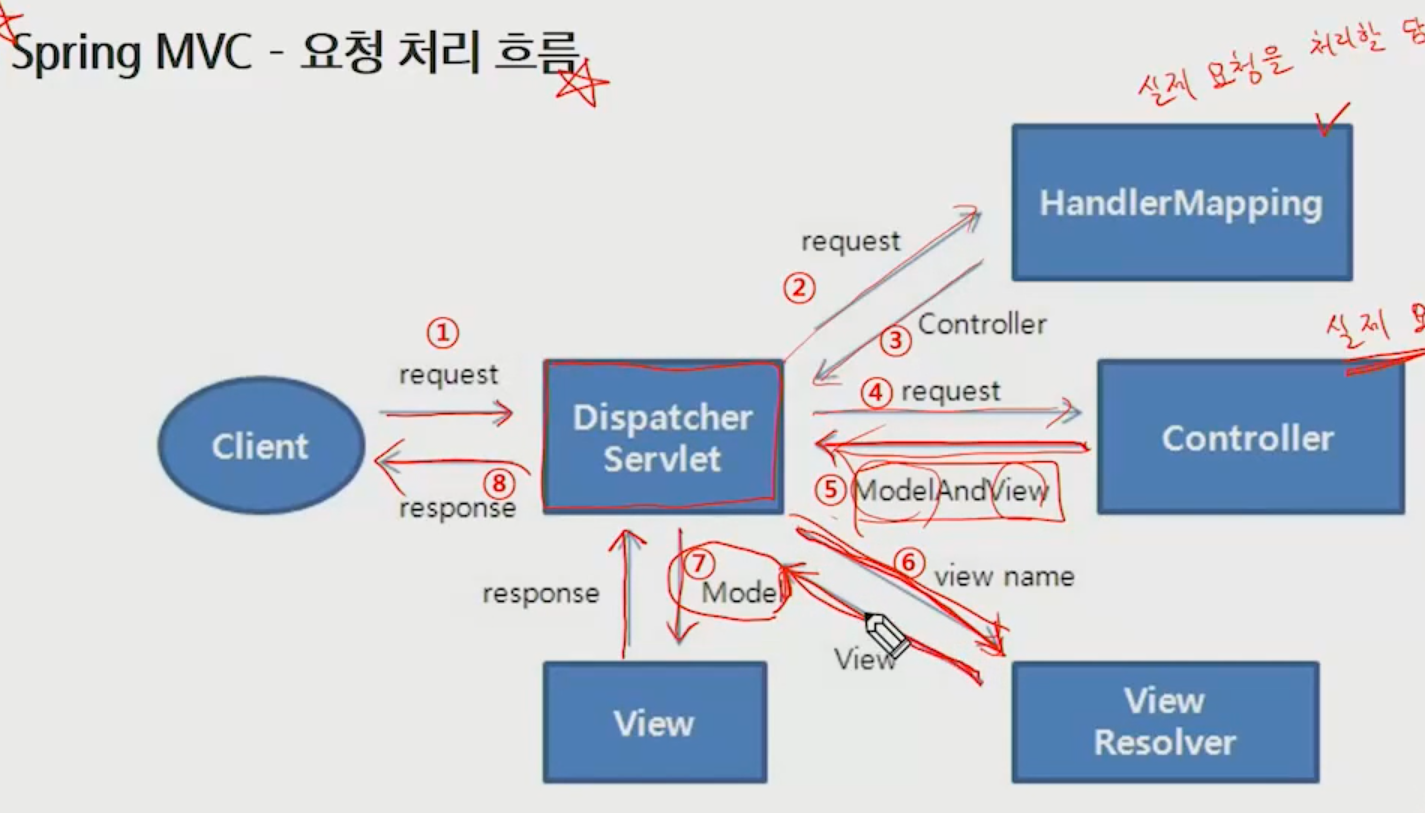 Spring MVC - 요청 처리 흐름
실제 요청을 처리할
HandlerMapping
request
②
③
Controller
실제
①
request
④
request
Client
Dispatcher
Servlet
Controller
⑧
response
⑤
ModelAndView
⑦
Model
response
⑥
view name
View
View
View
Resolver